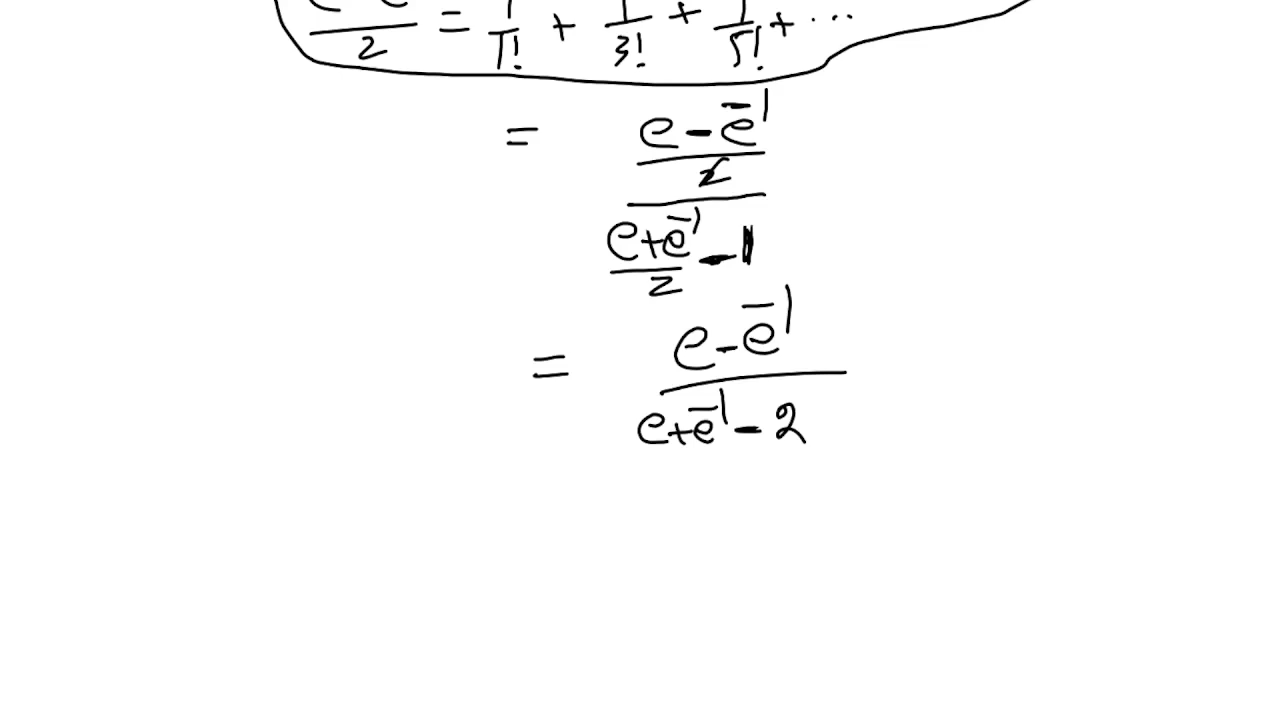 /2 = 1/1! + 1/3! + 1/5! + ...
= ((e - e⁻¹)/2) / ((e + e⁻¹)/2 - 1)
= (e - e⁻¹) / (e + e⁻¹ - 2)